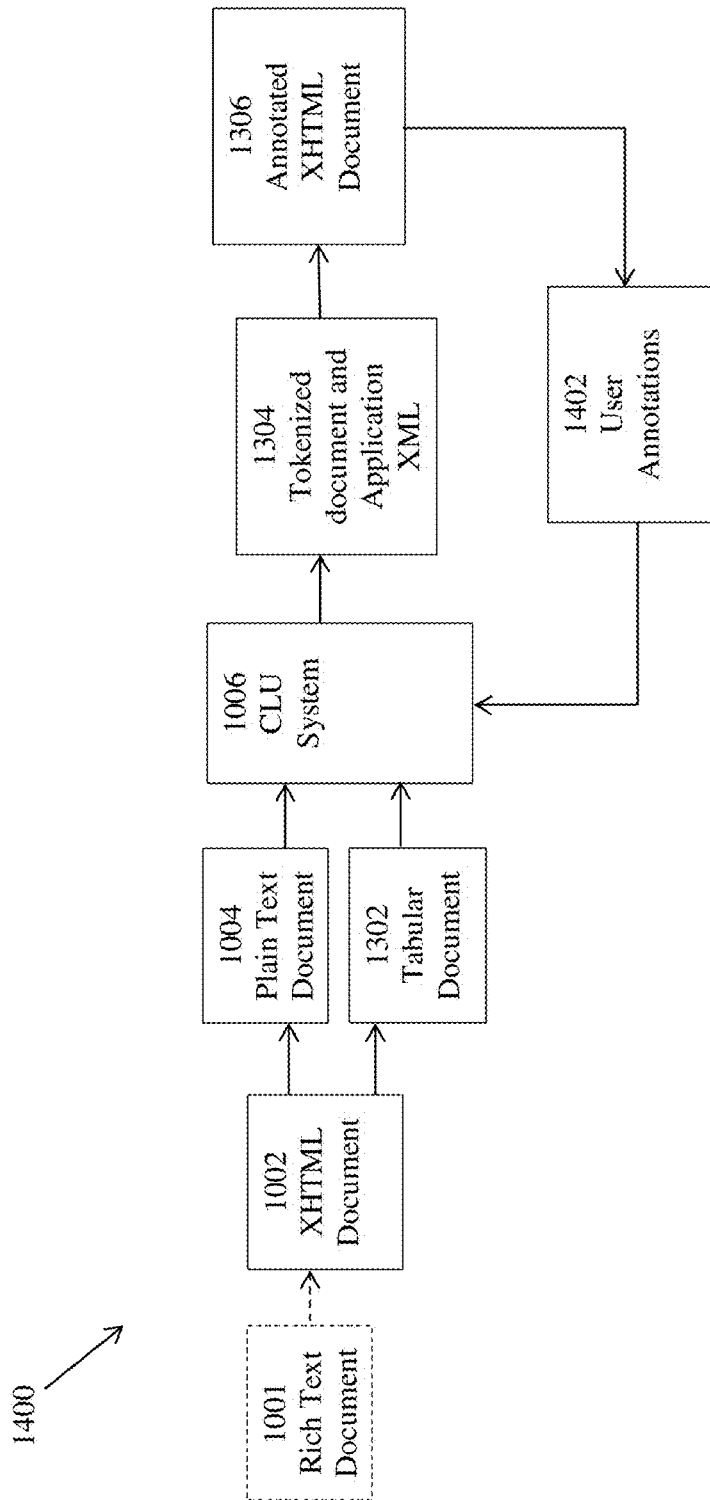 1400
1001
Rich Text
Document
1002
XHTML
Document
1004
Plain Text
Document
1302
Tabular
Document
1006
CLU
System
1304
Tokenized
document and
Application
XML
1306
Annotated
XHTML
Document
1402
User
Annotations